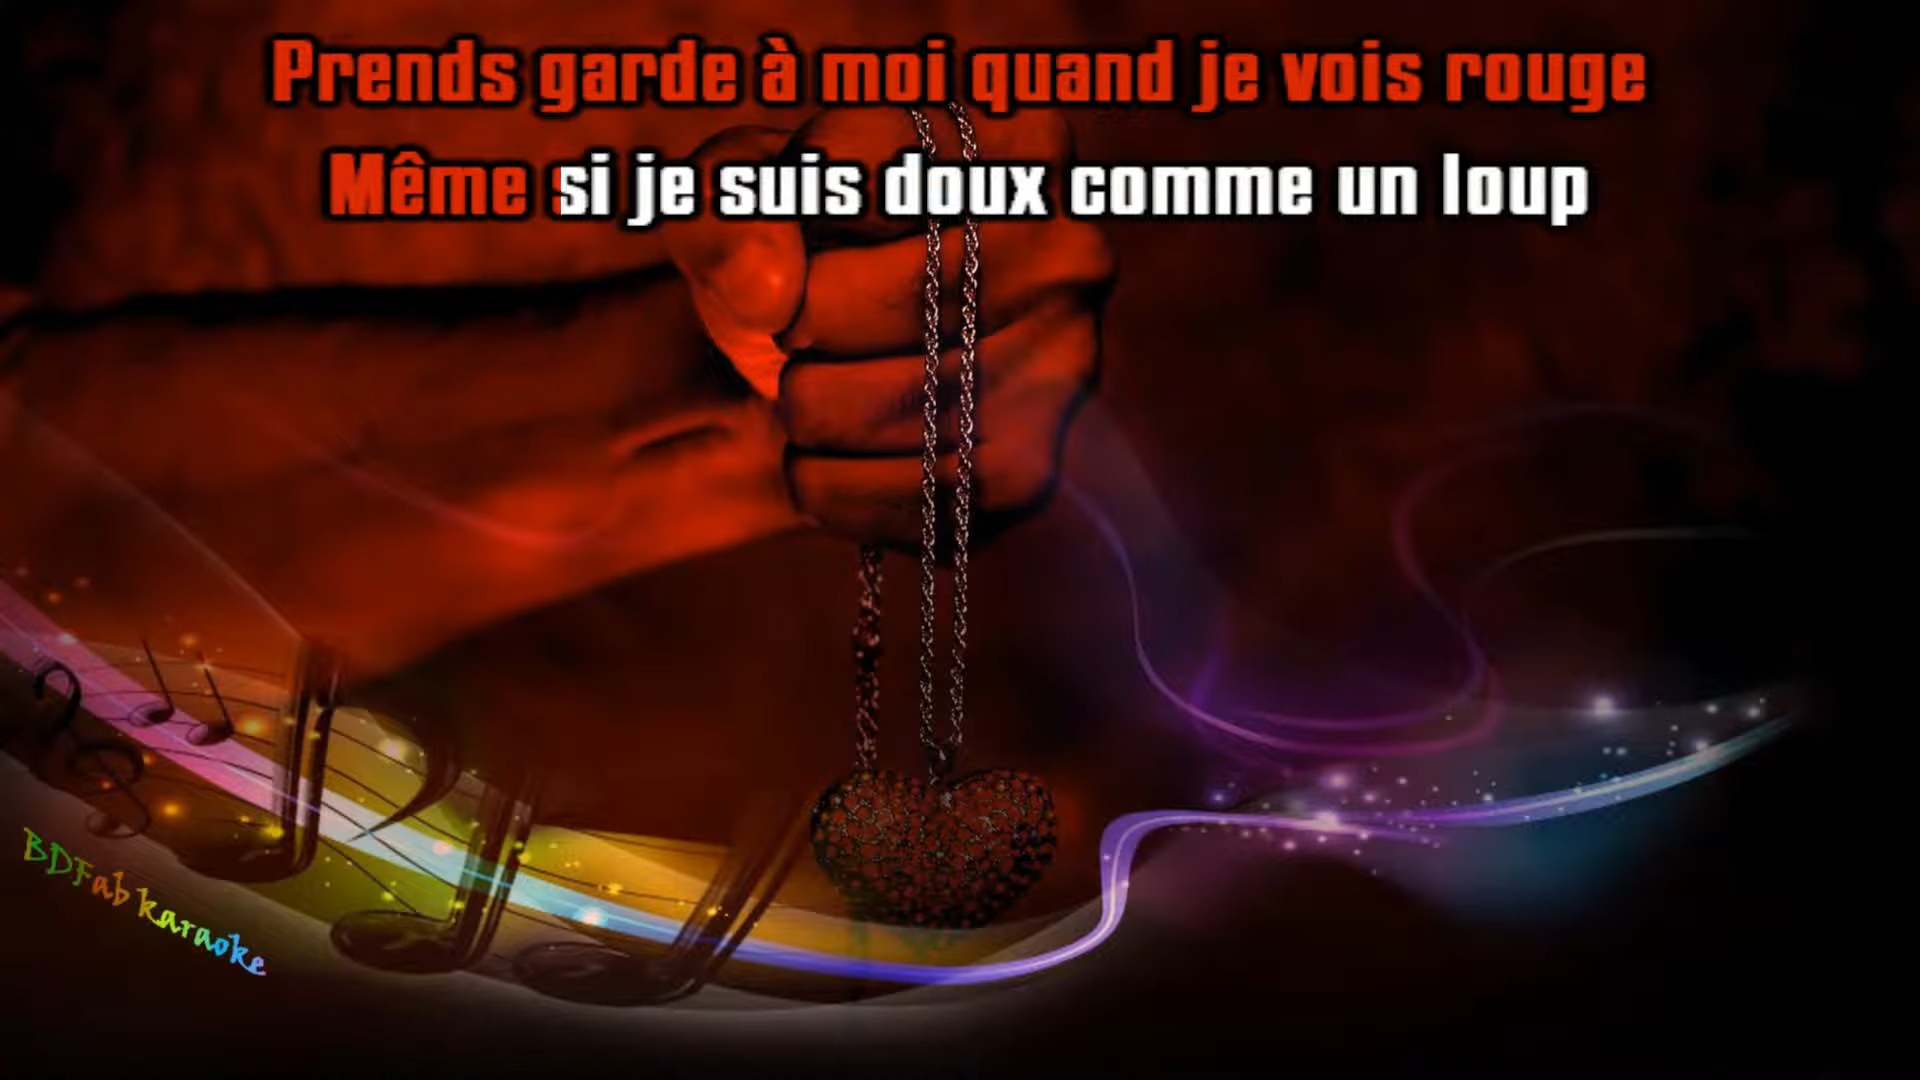 Prends garde à moi quand je vois rouge
Même si je suis doux comme un loup
BDFab karaoke